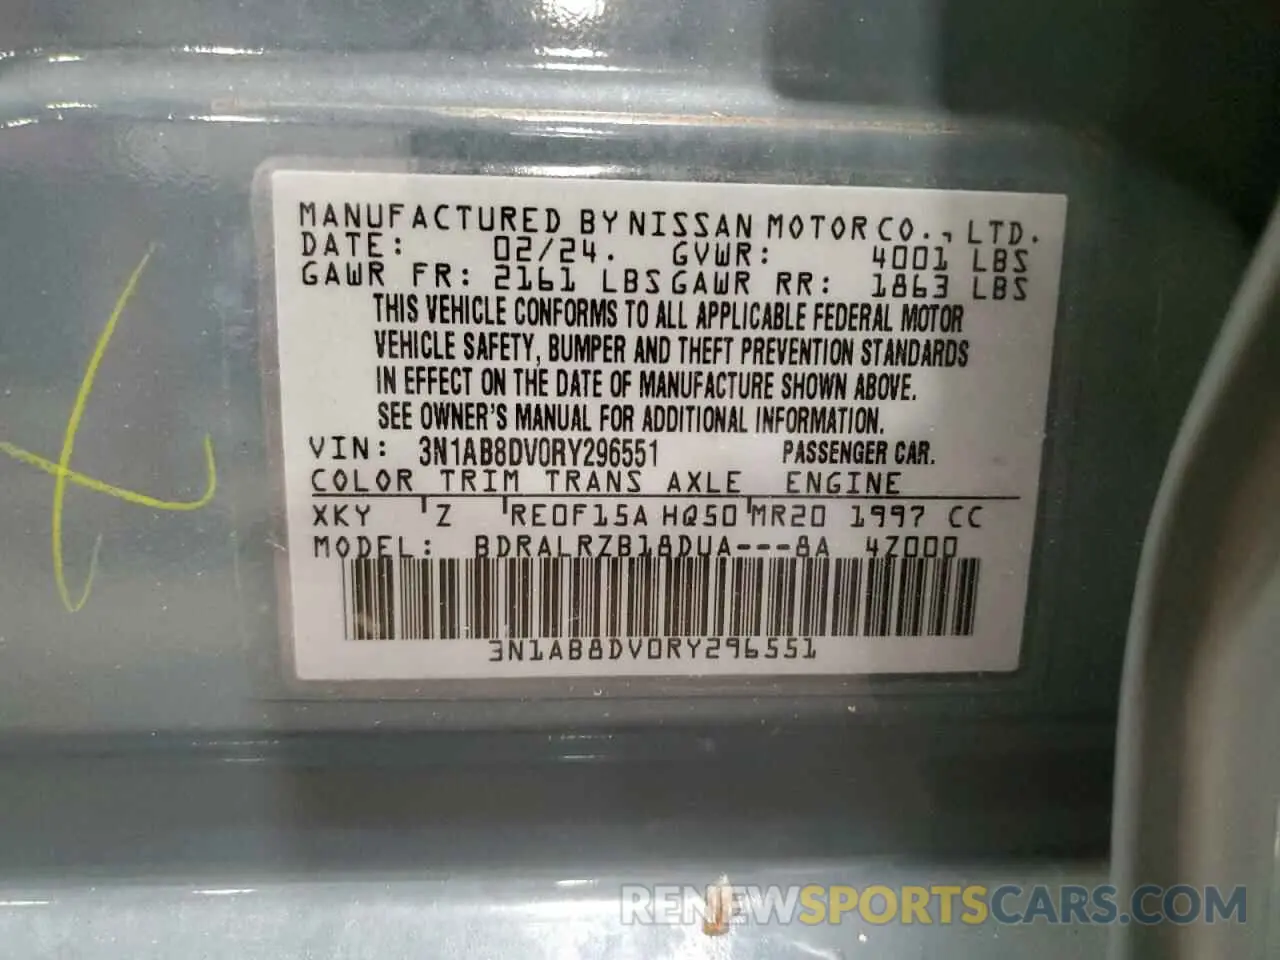 MANUFACTURED BY NISSAN MOTOR CO., LTD.
DATE: 02/24. GVWR: 4001 LBS
GAWR FR: 2161 LBS GAWR RR: 1863 LBS
THIS VEHICLE CONFORMS TO ALL APPLICABLE FEDERAL MOTOR
VEHICLE SAFETY, BUMPER AND THEFT PREVENTION STANDARDS
IN EFFECT ON THE DATE OF MANUFACTURE SHOWN ABOVE.
SEE OWNER'S MANUAL FOR ADDITIONAL INFORMATION.
VIN: 3N1AB8DV0RY296551 PASSENGER CAR.
COLOR TRIM TRANS AXLE ENGINE
XKY Z RE0F15A HQ50 MR20 1997 CC
MODEL: BDRALRZB18DUA---8A 4Z000
3N1AB8DV0RY296551
RENEWSPORTSCARS.COM